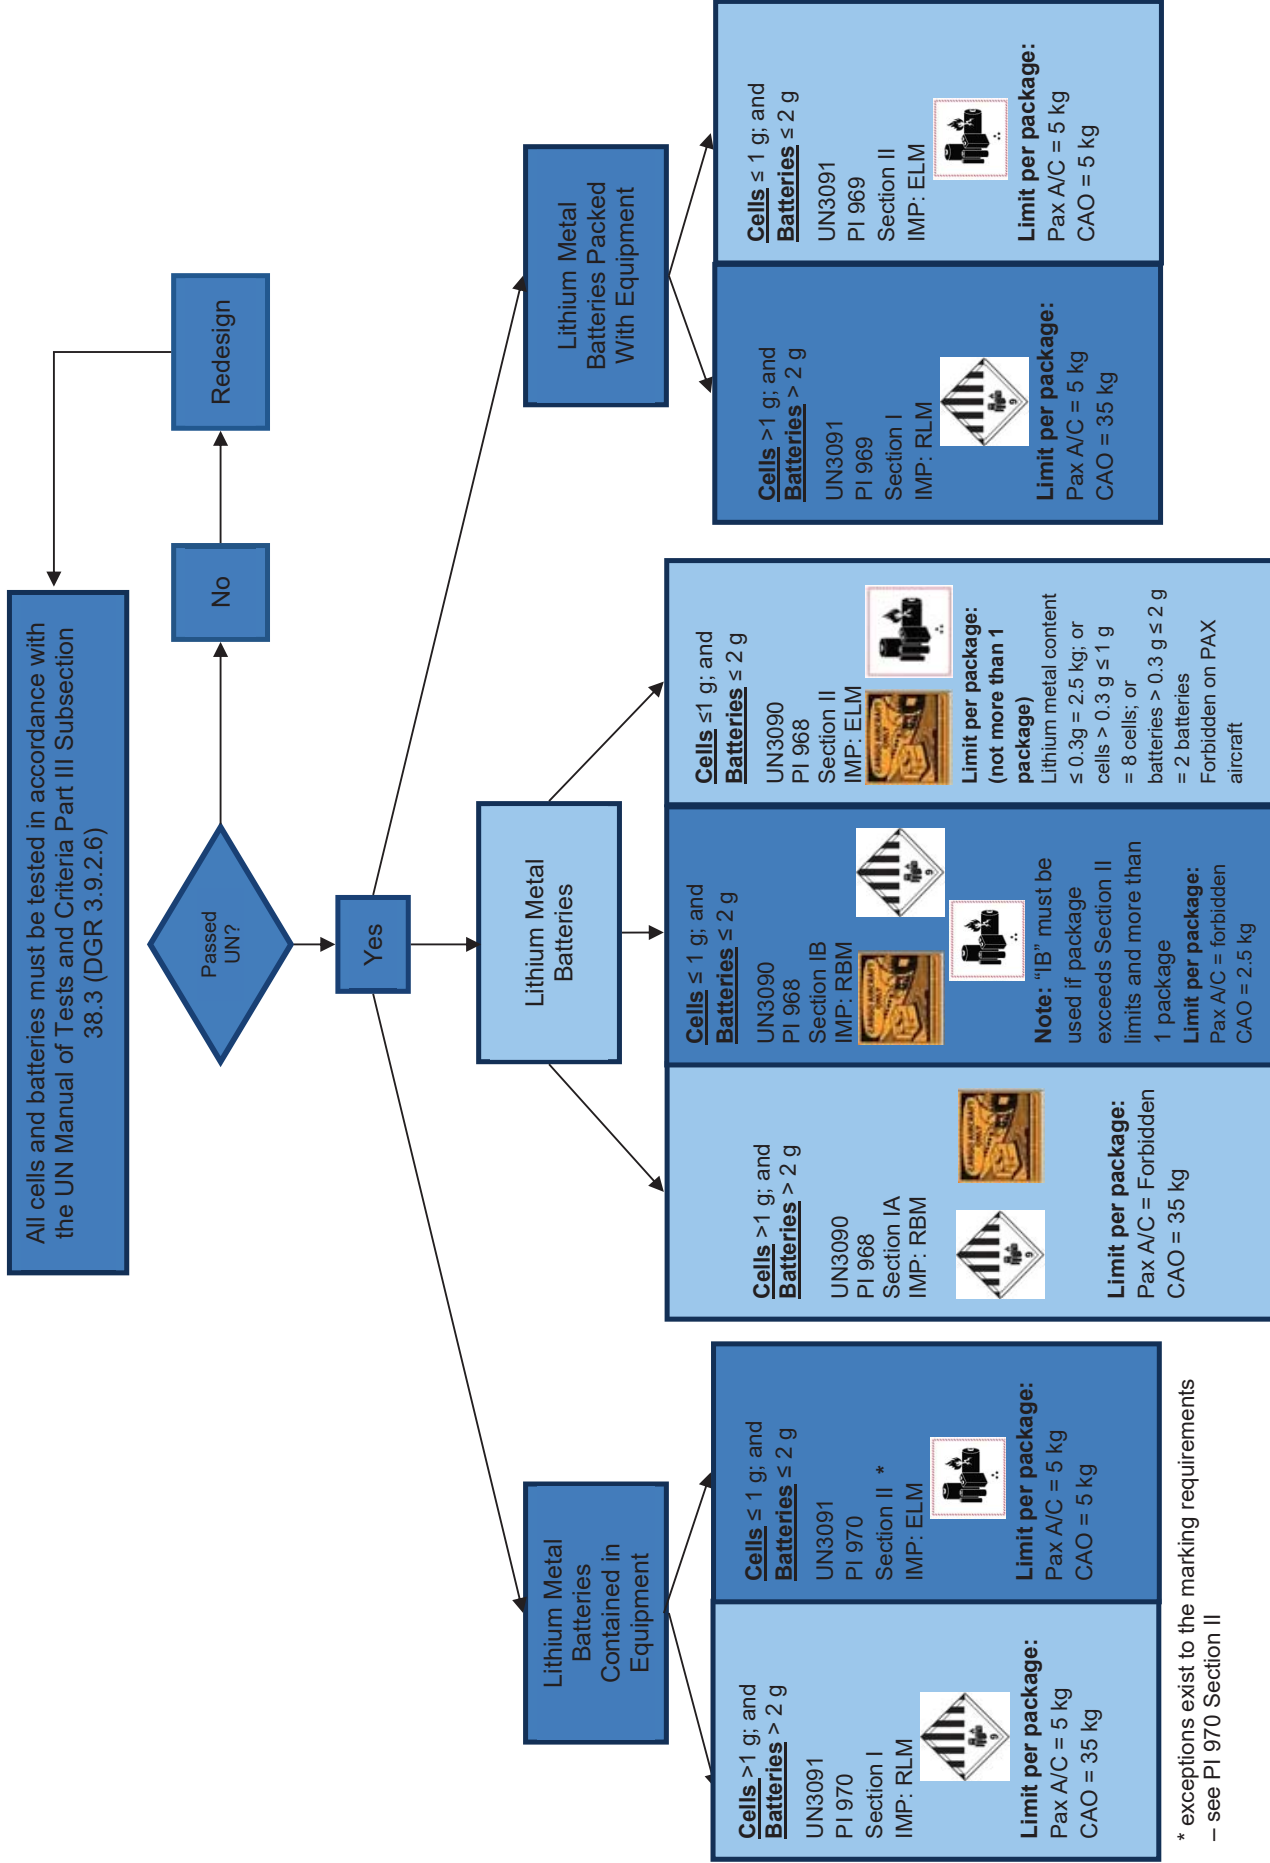 All cells and batteries must be tested in accordance with
the UN Manual of Tests and Criteria Part III Subsection
38.3 (DGR 3.9.2.6)
Passed
UN?
No
Redesign
Yes
Lithium Metal
Batteries
Contained in
Equipment
Lithium Metal
Batteries
Lithium Metal
Batteries Packed
With Equipment
Cells >1 g; and
Batteries > 2 g
UN3091
PI 970
Section I
IMP: RLM
Limit per package:
Pax A/C = 5 kg
CAO = 35 kg
Cells ≤ 1 g; and
Batteries ≤ 2 g
UN3091
PI 970
Section II *
IMP: ELM
Limit per package:
Pax A/C = 5 kg
CAO = 5 kg
Cells >1 g; and
Batteries > 2 g
UN3090
PI 968
Section IA
IMP: RBM
CARGO AIRCRAFT
ONLY
Limit per package:
Pax A/C = Forbidden
CAO = 35 kg
Cells ≤ 1 g; and
Batteries ≤ 2 g
UN3090
PI 968
Section IB
IMP: RBM
Note: “IB” must be
used if package
exceeds Section II
limits and more than
1 package
Limit per package:
Pax A/C = forbidden
CAO = 2.5 kg
Cells ≤1 g; and
Batteries ≤ 2 g
UN3090
PI 968
Section II
IMP: ELM
Limit per package:
(not more than 1
package)
Lithium metal content
≤ 0.3g = 2.5 kg; or
cells > 0.3 g ≤ 1 g
= 8 cells; or
batteries > 0.3 g ≤ 2 g
= 2 batteries
Forbidden on PAX
aircraft
Cells >1 g; and
Batteries > 2 g
UN3091
PI 969
Section I
IMP: RLM
9
Limit per package:
Pax A/C = 5 kg
CAO = 35 kg
Cells ≤ 1 g; and
Batteries ≤ 2 g
UN3091
PI 969
Section II
IMP: ELM
Limit per package:
Pax A/C = 5 kg
CAO = 5 kg
* exceptions exist to the marking requirements
– see PI 970 Section II